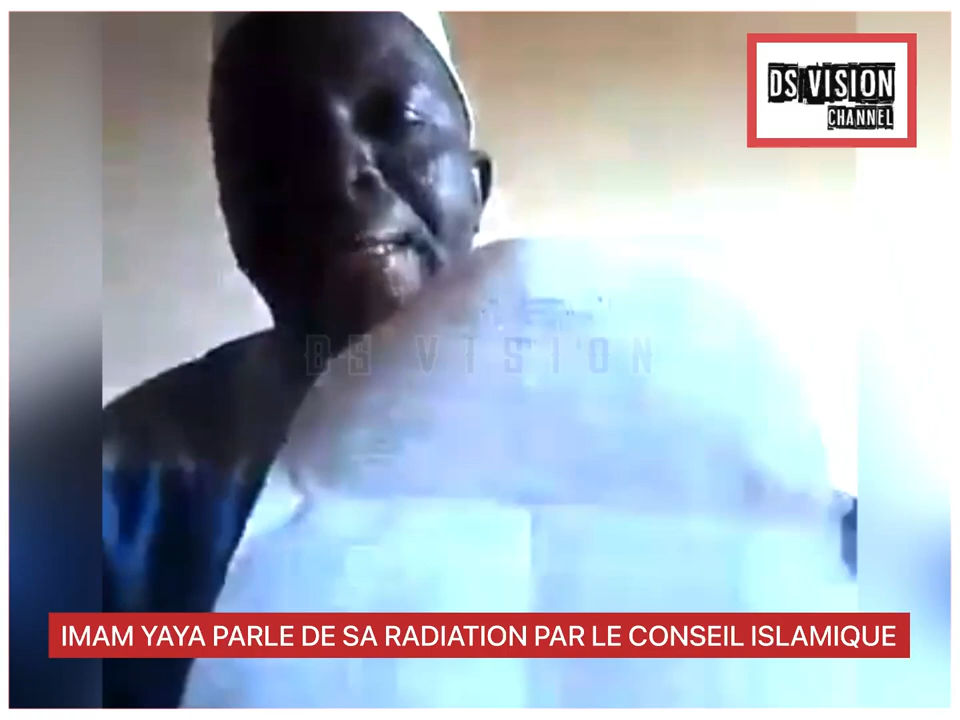 DS VISION
CHANNEL
DS VISION
IMAM YAYA PARLE DE SA RADIATION PAR LE CONSEIL ISLAMIQUE